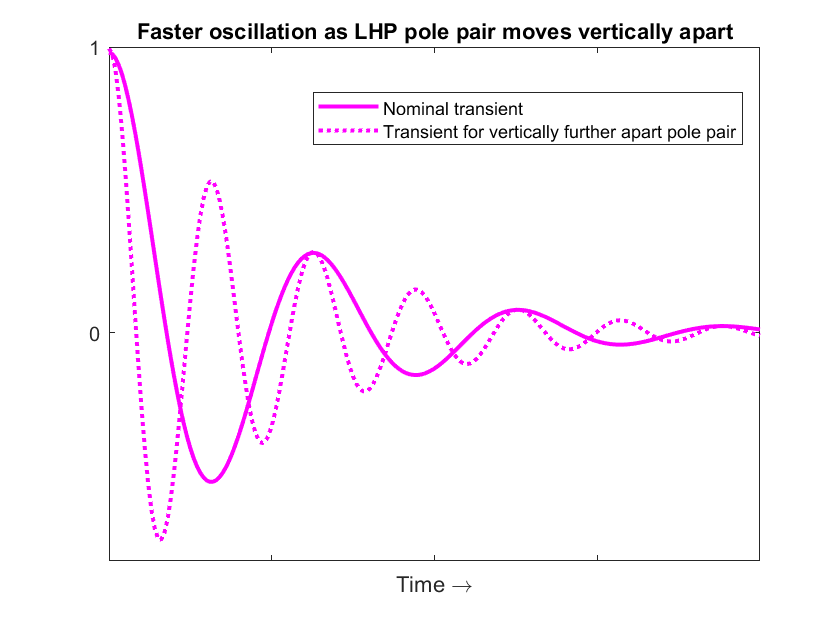 Faster oscillation as LHP pole pair moves vertically apart
1
Nominal transient
Transient for vertically further apart pole pair
0
Time →